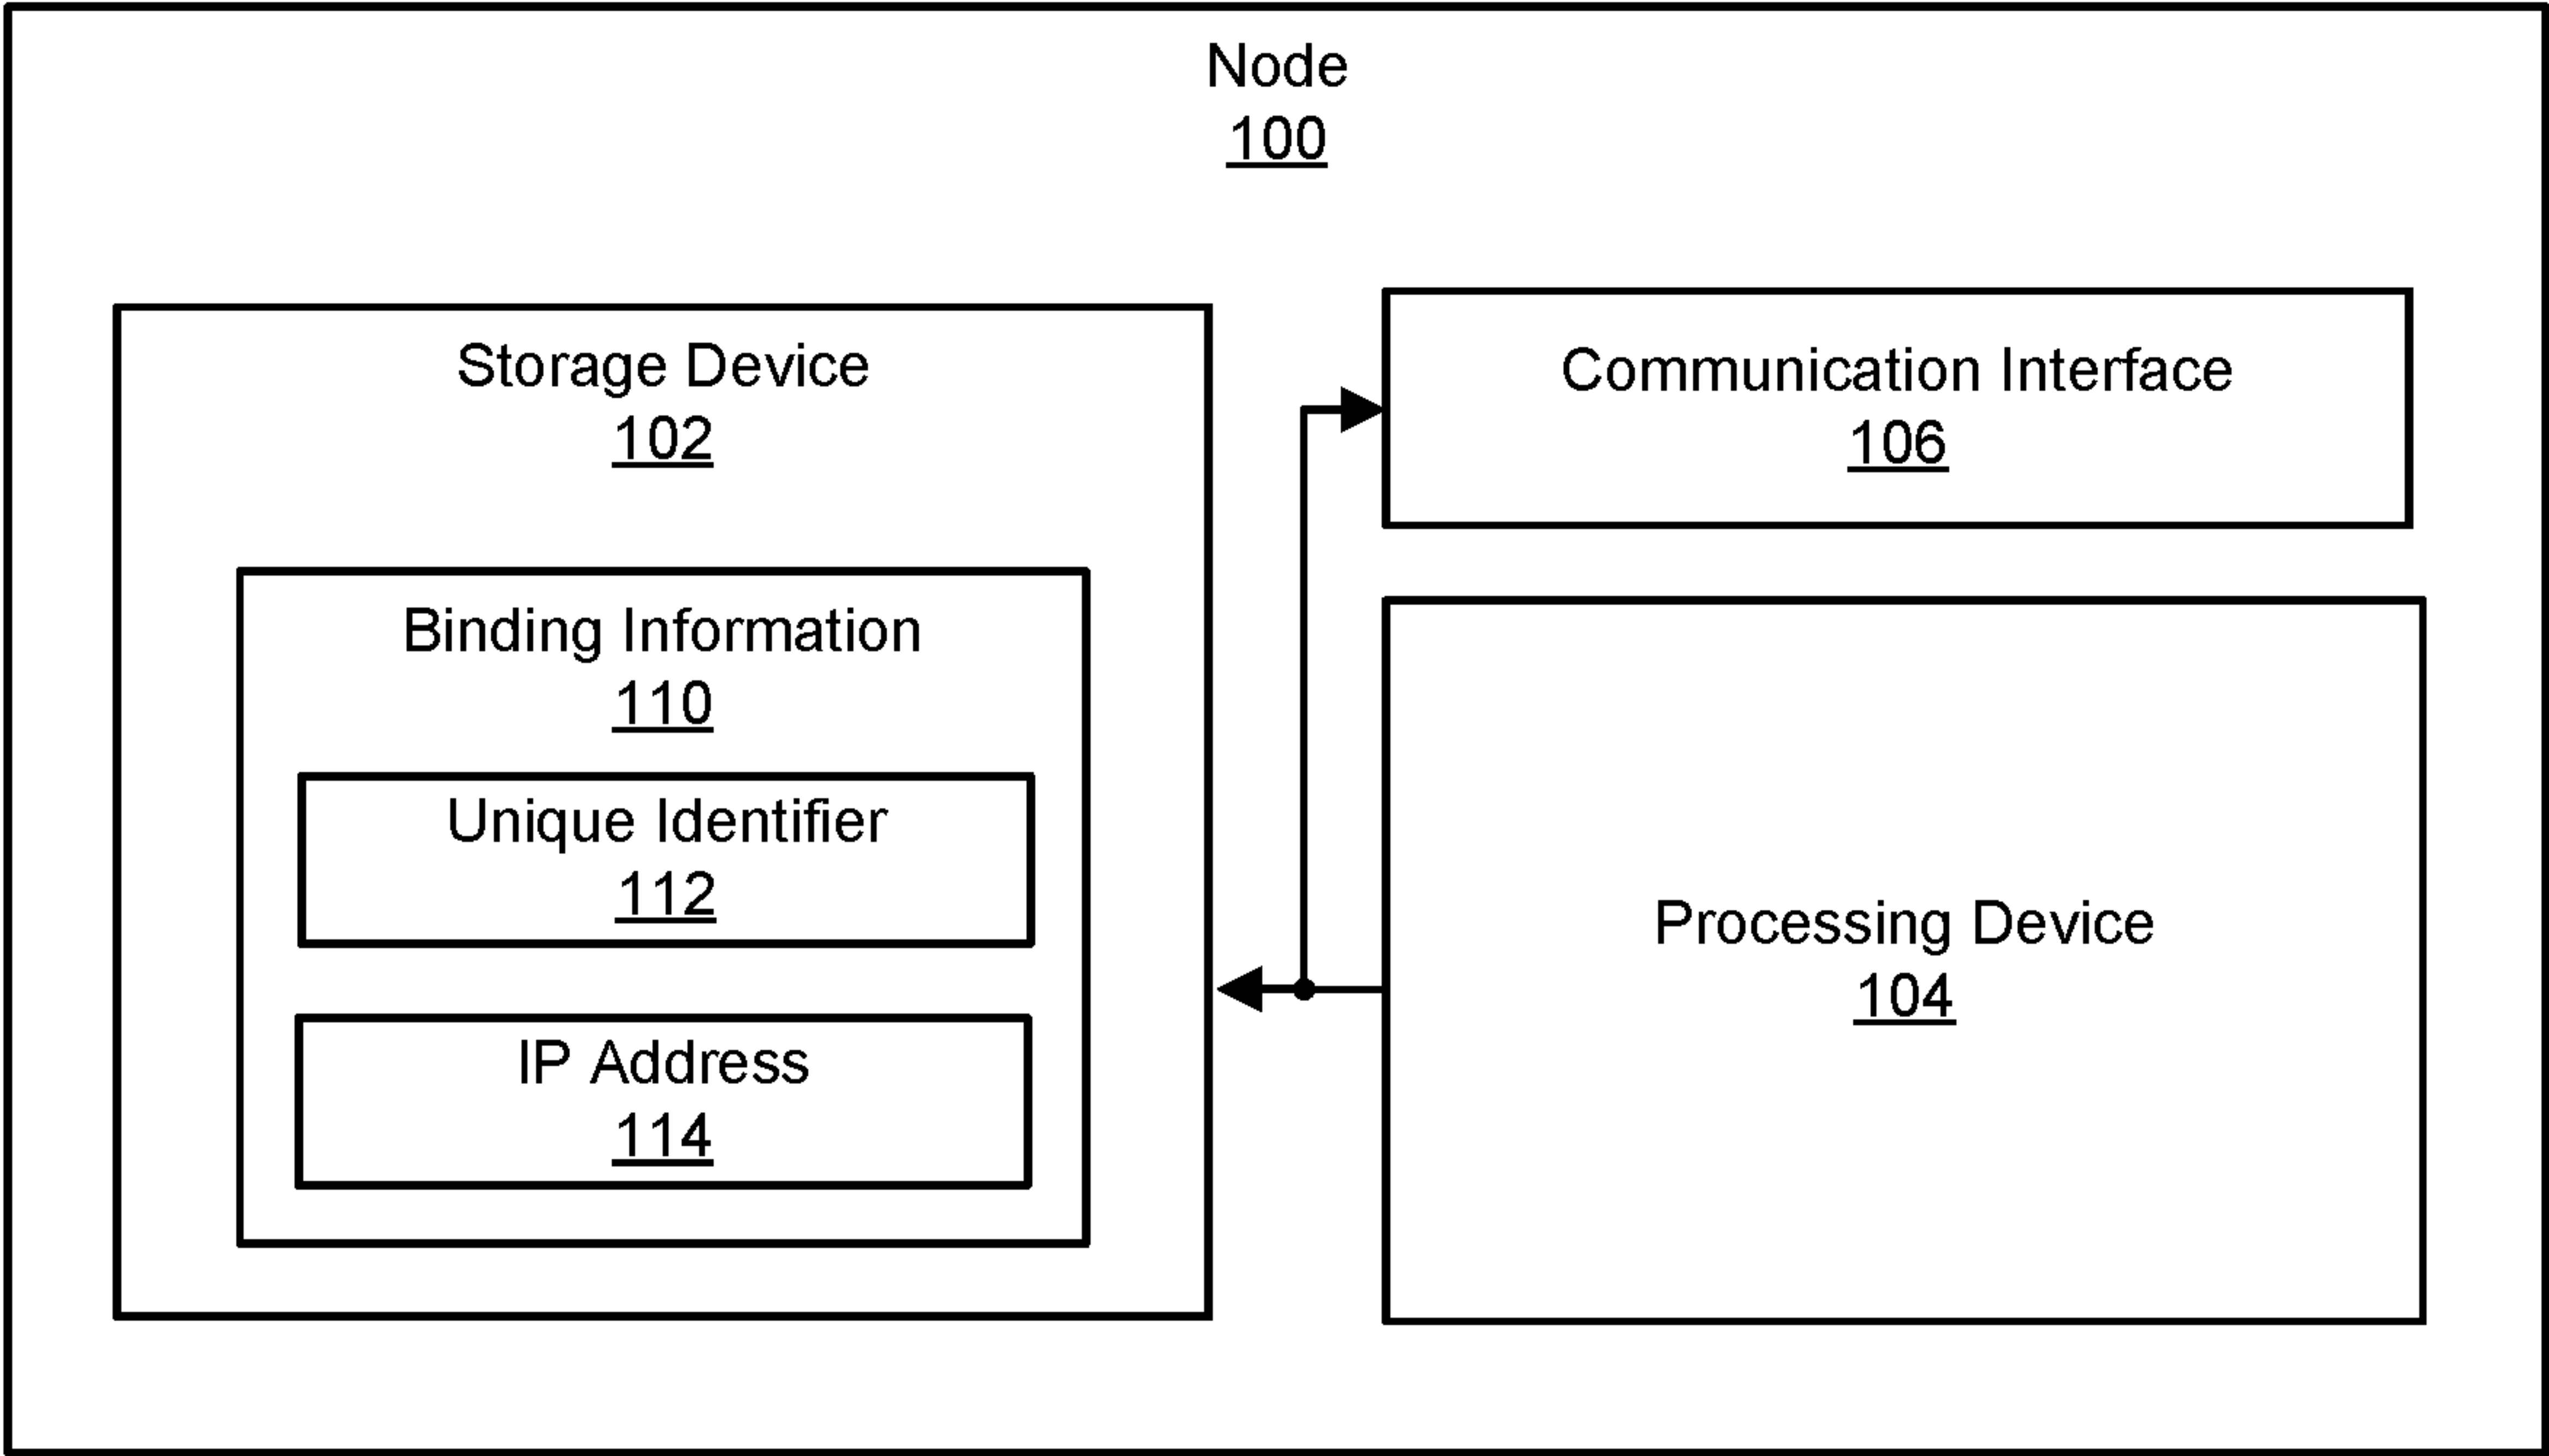 Node
100
Storage Device
102
Binding Information
110
Unique Identifier
112
IP Address
114
Communication Interface
106
Processing Device
104